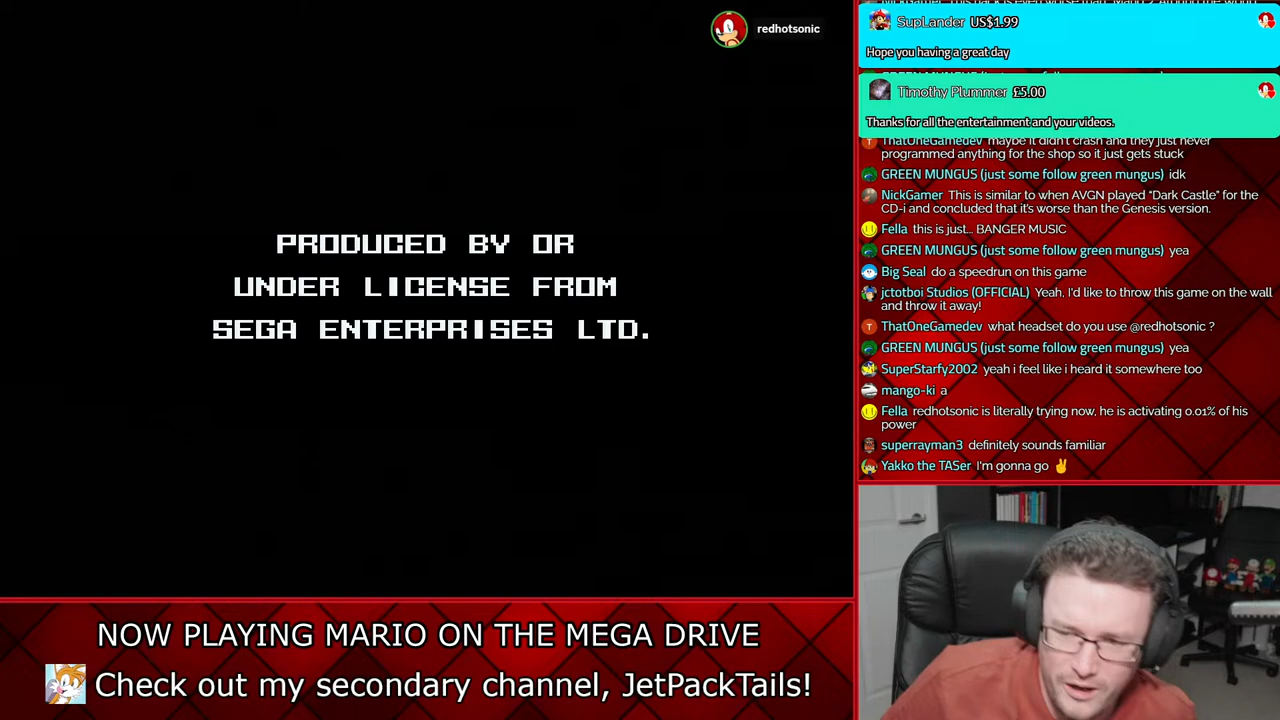 redhotsonic
PRODUCED BY OR
UNDER LICENSE FROM
SEGA ENTERPRISES LTD.
NOW PLAYING MARIO ON THE MEGA DRIVE
Check out my secondary channel, JetPackTails!
SupLander US$1.99
Hope you having a great day
Timothy Plummer £5.00
Thanks for all the entertainment and your videos.
ThatOneGamedev maybe it didn't crash and they just never
programmed anything for the shop so it just gets stuck
GREEN MUNGUS (just some follow green mungus) idk
NickGamer This is similar to when AVGN played "Dark Castle" for the
CD-i and concluded that it's worse than the Genesis version.
Fella this is just... BANGER MUSIC
GREEN MUNGUS (just some follow green mungus) yea
Big Seal do a speedrun on this game
jctotboi Studios (OFFICIAL) Yeah, I'd like to throw this game on the wall
and throw it away!
ThatOneGamedev what headset do you use @redhotsonic ?
GREEN MUNGUS (just some follow green mungus) yea
SuperStarfy2002 yeah i feel like i heard it somewhere too
mango-ki a
Fella redhotsonic is literally trying now, he is activating 0.01% of his
power
superrayman3 definitely sounds familiar
Yakko the TASer I'm gonna go ✌